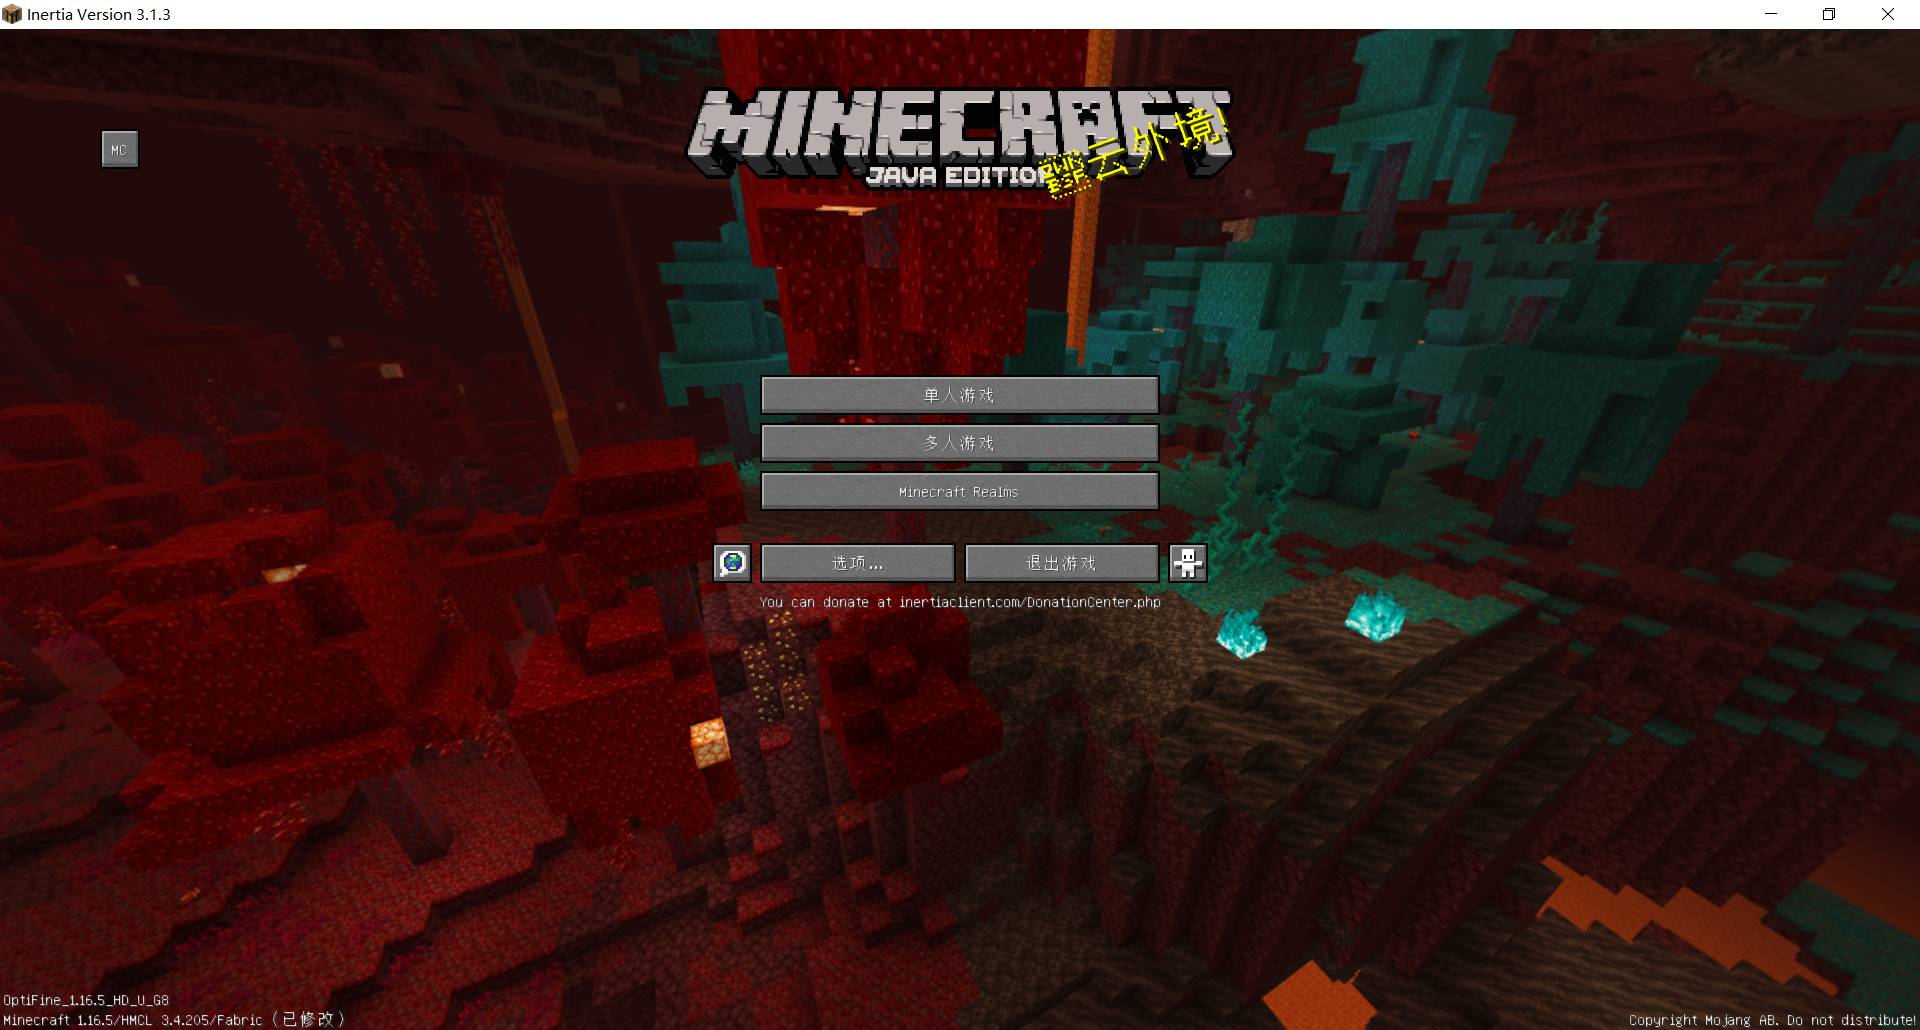 Inertia Version 3.1.3
MINECRAFT
JAVA EDITION
云外境!
MC
单人游戏
多人游戏
Minecraft Realms
选项...
退出游戏
You can donate at inertiaclient.com/DonationCenter.php
OptiFine_1.16.5_HD_U_G8
Minecraft 1.16.5/HMCL 3.4.205/Fabric (已修改)
Copyright Mojang AB. Do not distribute!